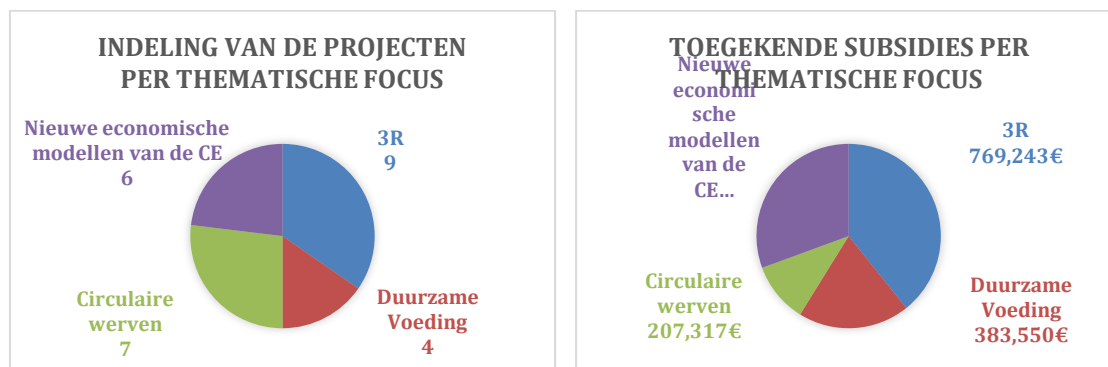 INDELING VAN DE PROJECTEN
PER THEMATISCHE FOCUS
Nieuwe economische
modellen van de CE
6
3R
9
Circulaire
werven
7
Duurzame
Voeding
4
TOEGEKENDE SUBSIDIES PER
THEMATISCHE FOCUS
Nieuwe
economi
sche
modellen
van de
CE...
3R
769,243€
Circulaire
werven
207,317€
Duurzame
Voeding
383,550€